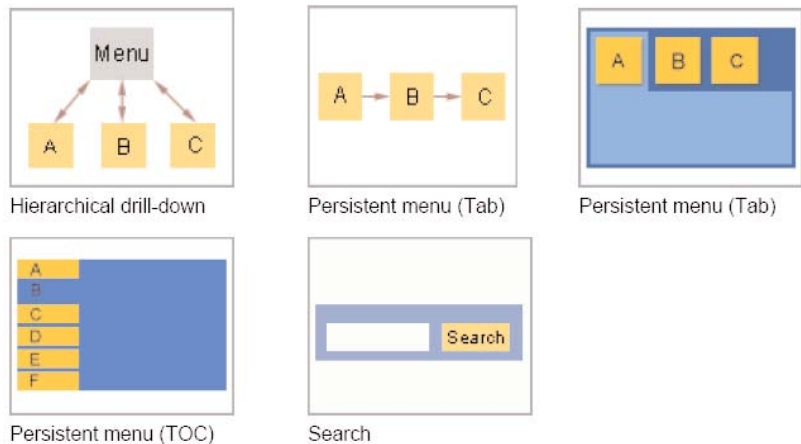 Menu
A B C
Hierarchical drill-down
A B C
Persistent menu (Tab)
A B C
Persistent menu (Tab)
A
B
C
D
E
F
Persistent menu (TOC)
Search
Search